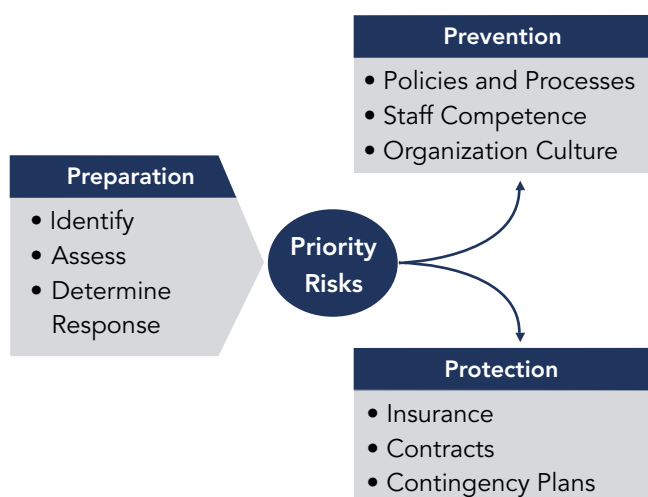 Preparation
• Identify
• Assess
• Determine
Response
Priority
Risks
Prevention
• Policies and Processes
• Staff Competence
• Organization Culture
Protection
• Insurance
• Contracts
• Contingency Plans